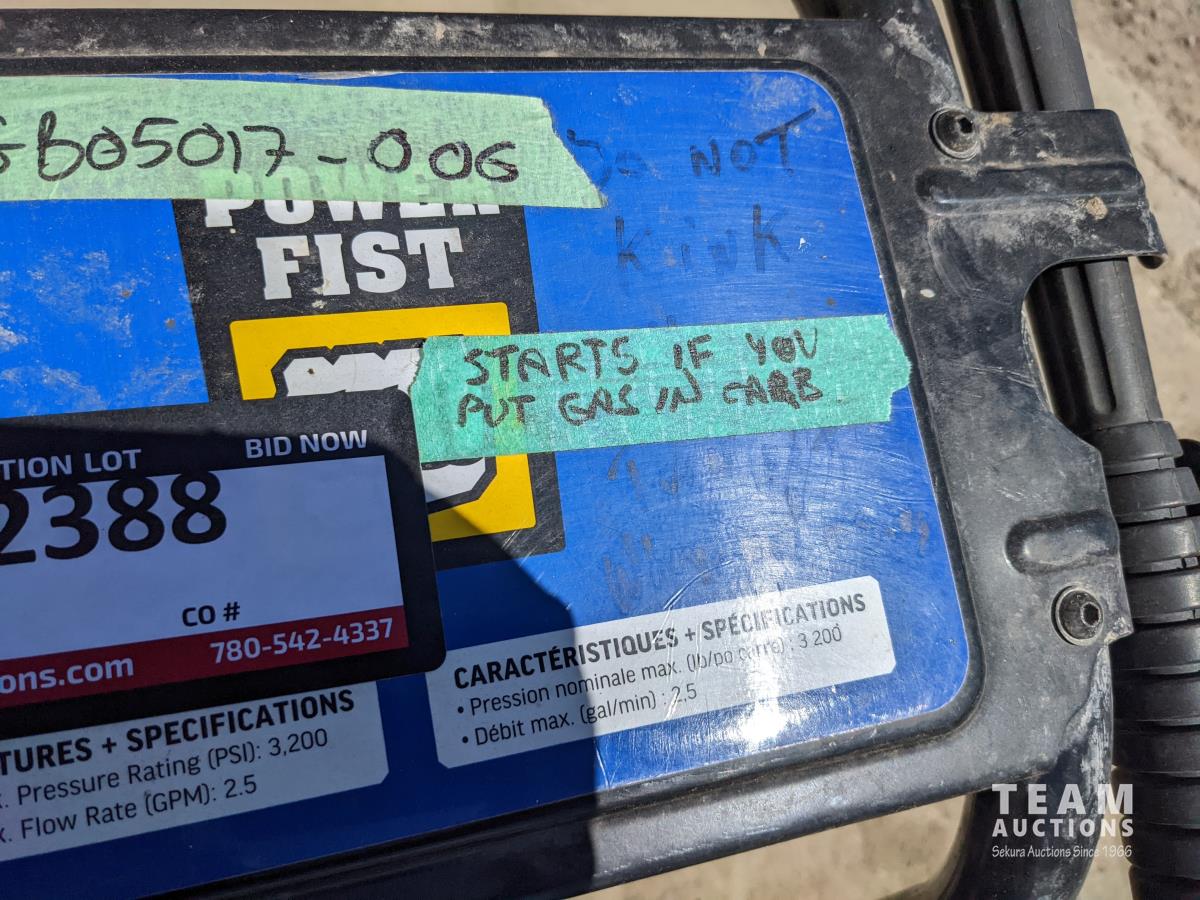 GB05017-006
DO NOT
Kink
POWER
FIST
STARTS IF YOU
PUT GAS IN CARB
TION LOT
BID NOW
2388
CO #
780-542-4337
ons.com
TURES + SPECIFICATIONS
x. Pressure Rating (PSI): 3,200
x. Flow Rate (GPM): 2.5
CARACTÉRISTIQUES + SPÉCIFICATIONS
• Pression nominale max. (lb/po carré) : 3 200
• Débit max. (gal/min) : 2,5
TEAM
AUCTIONS
Sekura Auctions Since 1966